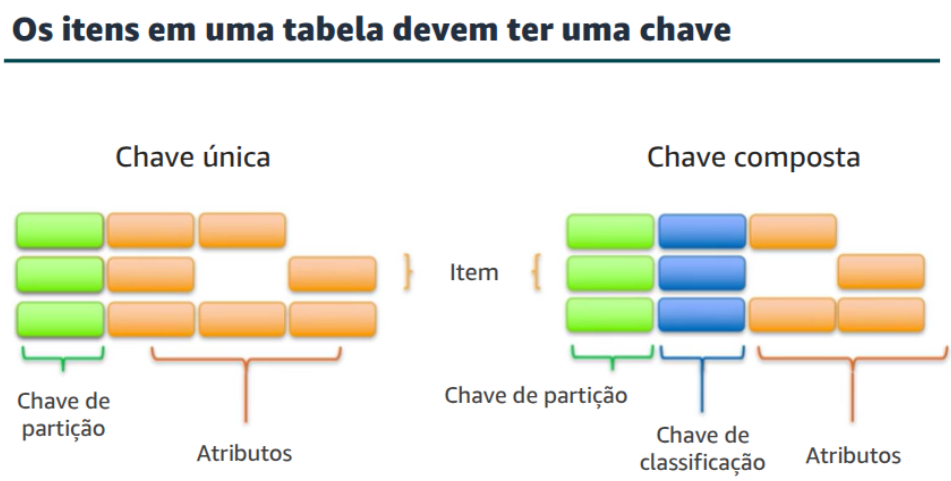 Os itens em uma tabela devem ter uma chave
Chave única
Chave composta
Item
Chave de
partição
Atributos
Chave de partição
Chave de
classificação
Atributos